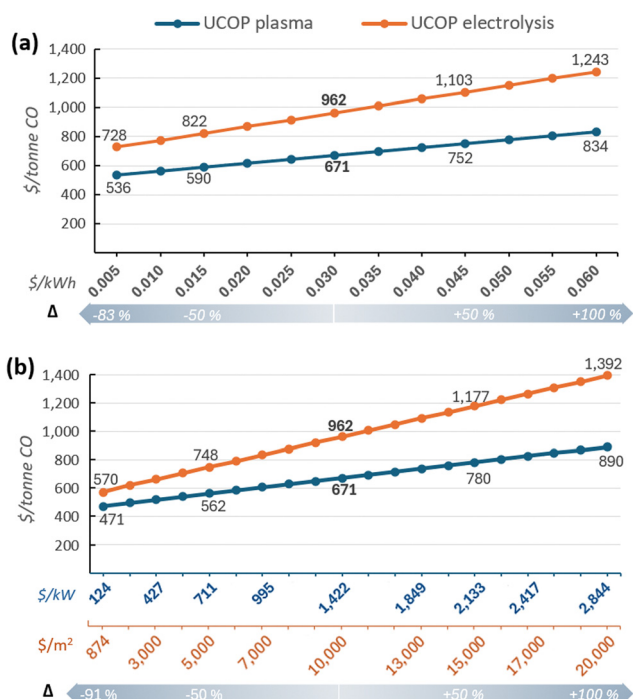 UCOP plasma UCOP electrolysis
(a)
1,400
1,200
1,000
800
600
400
200
$/tonne CO
728 822 962 1,103 1,243
536 590 671 752 834
$/kWh 0.005 0.010 0.015 0.020 0.025 0.030 0.035 0.040 0.045 0.050 0.055 0.060
Δ -83 % -50 % +50 % +100 %
(b)
1,400
1,200
1,000
800
600
400
200
$/tonne CO
570 748 962 1,177 1,392
471 562 671 780 890
$/kW 124 427 711 995 1,422 1,849 2,133 2,417 2,844
$/m² 874 3,000 5,000 7,000 10,000 13,000 15,000 17,000 20,000
Δ -91 % -50 % +50 % +100 %